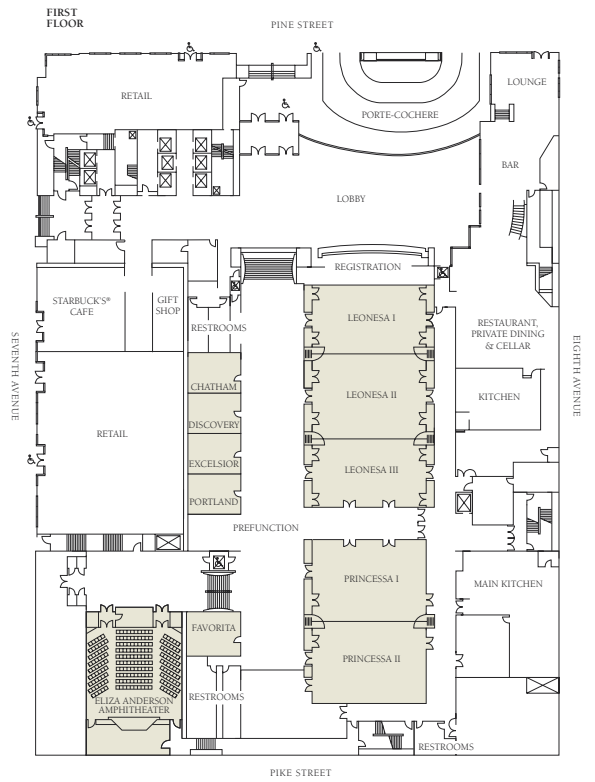 FIRST
FLOOR
PINE STREET
RETAIL
LOUNGE
PORTE-COCHERE
BAR
LOBBY
REGISTRATION
STARBUCK'S®
CAFE
GIFT
SHOP
RESTROOMS
LEONESA I
RESTAURANT,
PRIVATE DINING
& CELLAR
SEVENTH AVENUE
EIGHTH AVENUE
CHATHAM
LEONESA II
KITCHEN
DISCOVERY
RETAIL
EXCELSIOR
LEONESA III
PORTLAND
PREFUNCTION
PRINCESSA I
MAIN KITCHEN
FAVORITA
PRINCESSA II
ELIZA ANDERSON
AMPHITHEATER
RESTROOMS
RESTROOMS
PIKE STREET